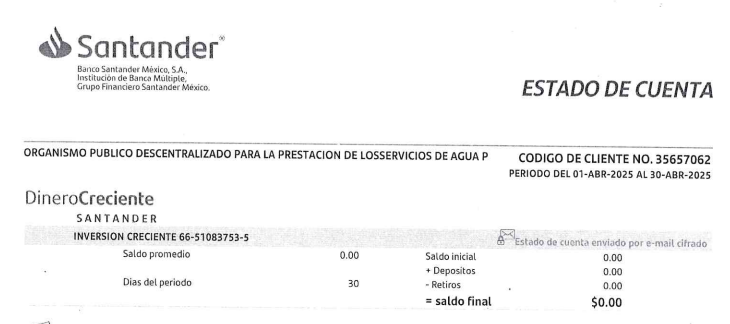 Santander®
Banco Santander México, S.A.,
Institución de Banca Múltiple,
Grupo Financiero Santander México.
ESTADO DE CUENTA
ORGANISMO PUBLICO DESCENTRALIZADO PARA LA PRESTACION DE LOSSERVICIOS DE AGUA P
CODIGO DE CLIENTE NO. 35657062
PERIODO DEL 01-ABR-2025 AL 30-ABR-2025
DineroCreciente
SANTANDER
INVERSION CRECIENTE 66-51083753-5
Estado de cuenta enviado por e-mail cifrado
Saldo promedio 0.00 Saldo inicial 0.00
+ Depositos 0.00
Dias del periodo 30 - Retiros 0.00
= saldo final $0.00